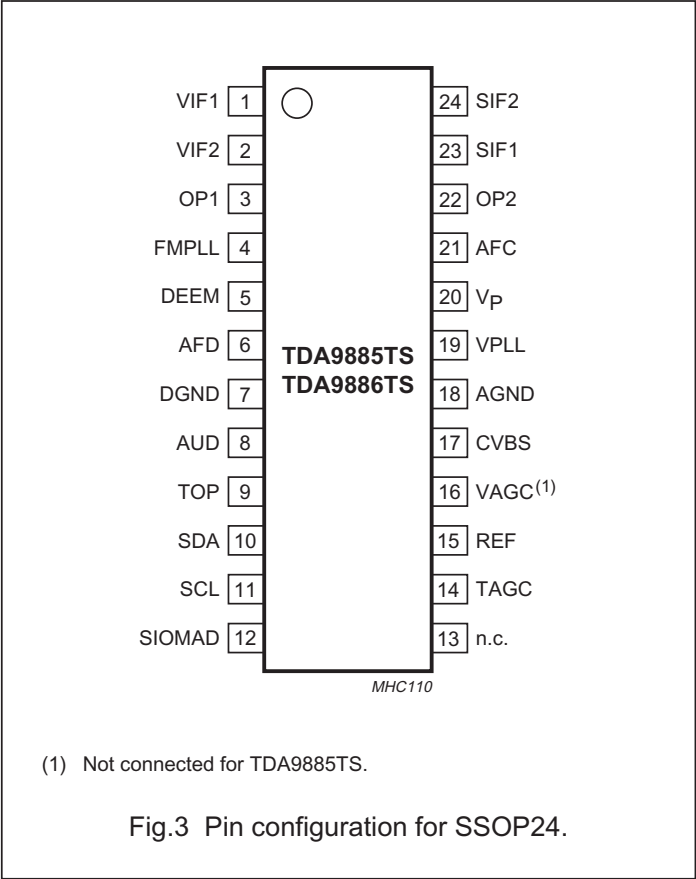 VIF1 1 24 SIF2
VIF2 2 23 SIF1
OP1 3 22 OP2
FMPLL 4 21 AFC
DEEM 5 20 VP
AFD 6 19 VPLL
TDA9885TS
TDA9886TS
DGND 7 18 AGND
AUD 8 17 CVBS
TOP 9 16 VAGC(1)
SDA 10 15 REF
SCL 11 14 TAGC
SIOMAD 12 13 n.c.
MHC110
(1) Not connected for TDA9885TS.
Fig.3 Pin configuration for SSOP24.